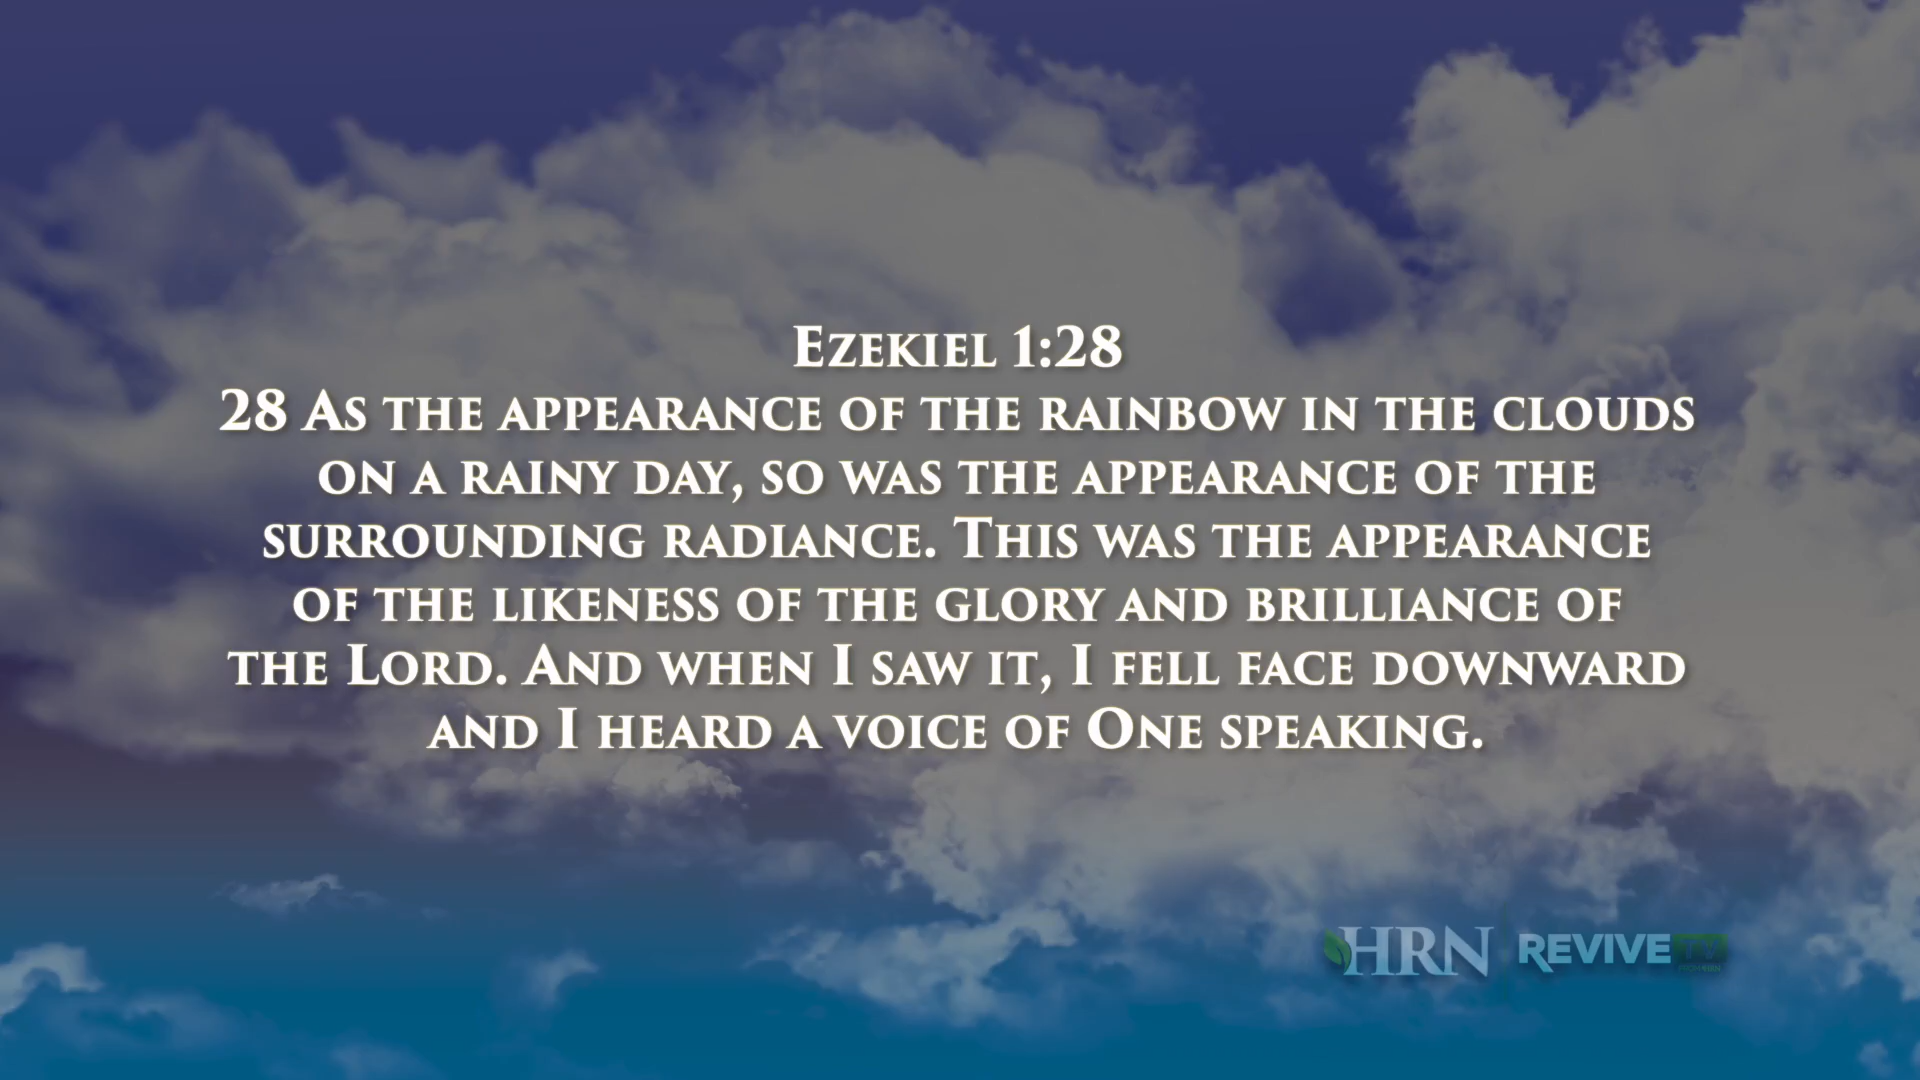 Ezekiel 1:28
28 As the appearance of the rainbow in the clouds
on a rainy day, so was the appearance of the
surrounding radiance. This was the appearance
of the likeness of the glory and brilliance of
the Lord. And when I saw it, I fell face downward
and I heard a voice of One speaking.
HRN REVIVE TV